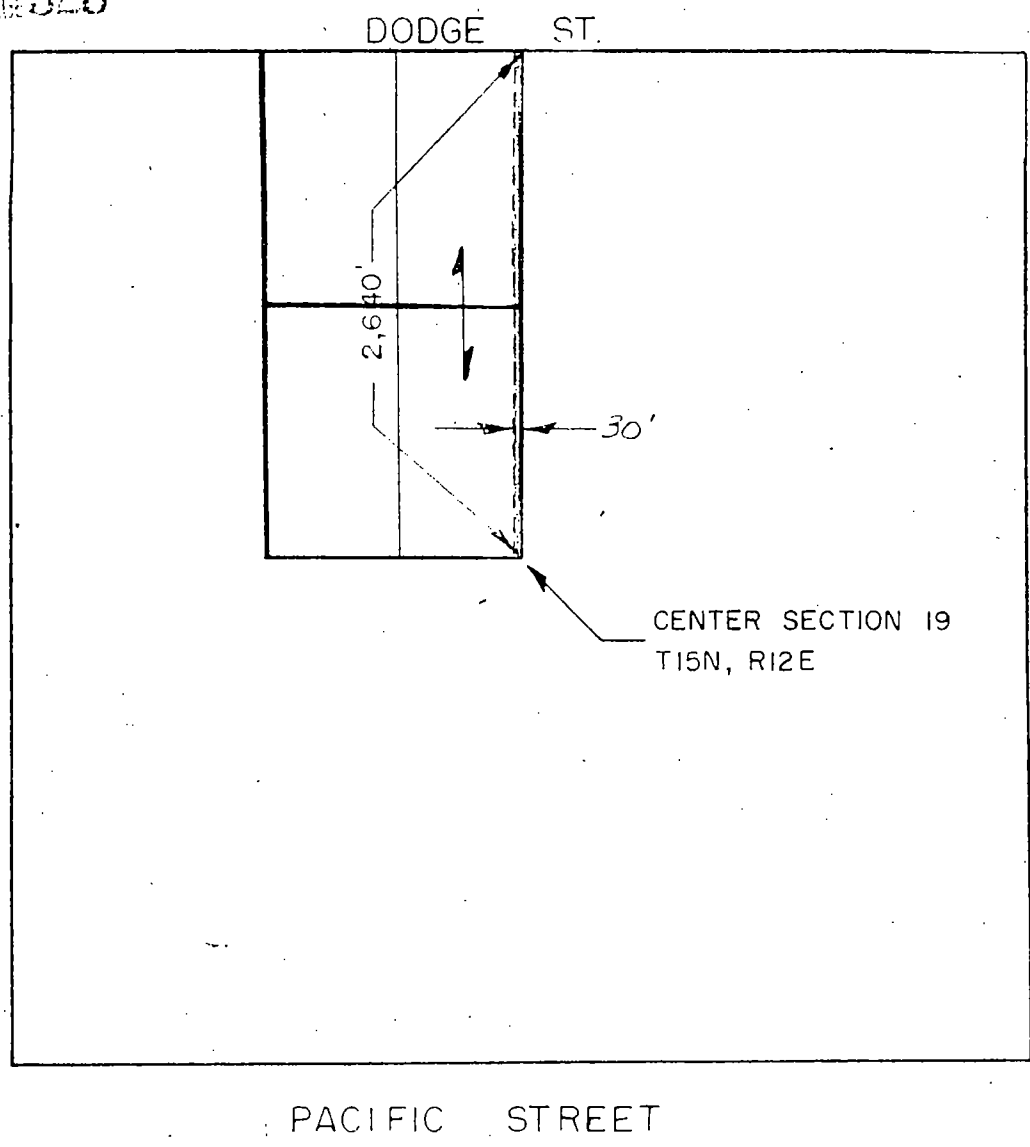 DODGE ST.
2,640'
30'
CENTER SECTION 19
T15N, R12E
PACIFIC STREET